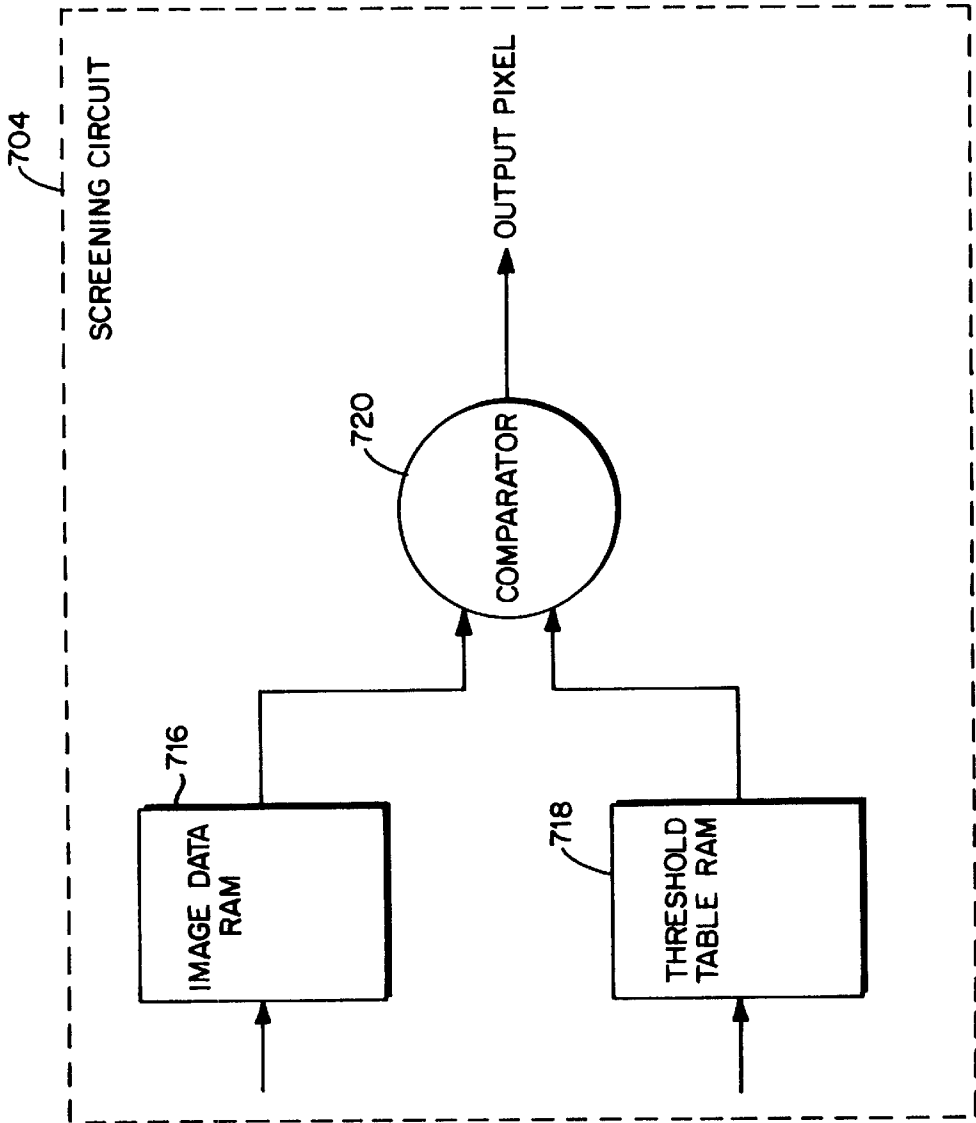 704
SCREENING CIRCUIT
716
IMAGE DATA
RAM
720
COMPARATOR
OUTPUT PIXEL
718
THRESHOLD
TABLE RAM